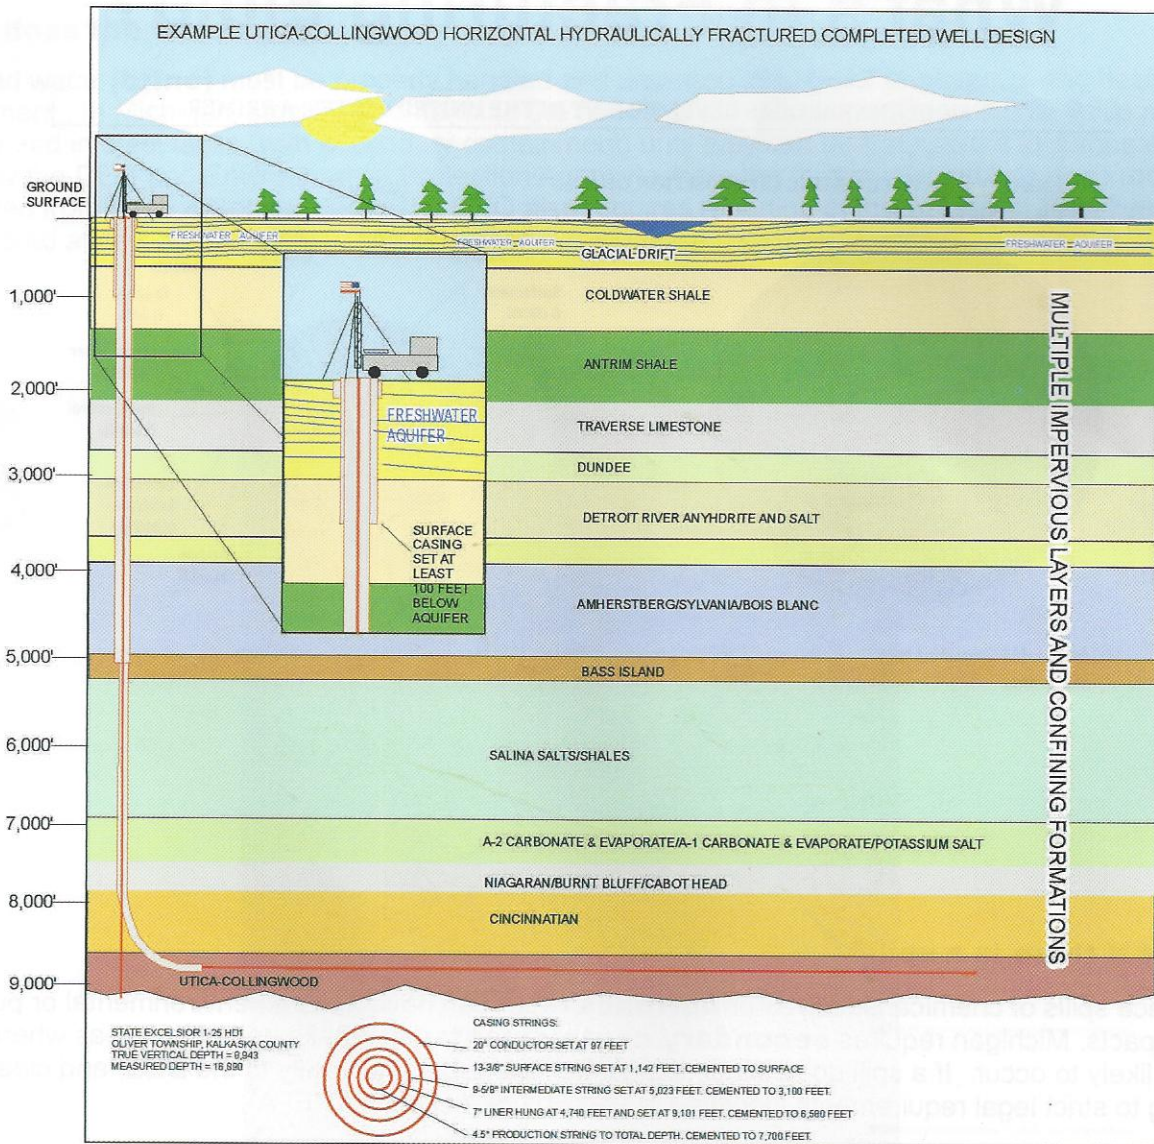 EXAMPLE UTICA-COLLINGWOOD HORIZONTAL HYDRAULICALLY FRACTURED COMPLETED WELL DESIGN
GROUND
SURFACE
FRESHWATER AQUIFER
FRESHWATER AQUIFER
FRESHWATER AQUIFER
GLACIAL DRIFT
1,000'
COLDWATER SHALE
ANTRIM SHALE
2,000'
TRAVERSE LIMESTONE
DUNDEE
3,000'
DETROIT RIVER ANYHDRITE AND SALT
4,000'
AMHERSTBERG/SYLVANIA/BOIS BLANC
5,000'
BASS ISLAND
6,000'
SALINA SALTS/SHALES
7,000'
A-2 CARBONATE & EVAPORATE/A-1 CARBONATE & EVAPORATE/POTASSIUM SALT
NIAGARAN/BURNT BLUFF/CABOT HEAD
8,000'
CINCINNATIAN
9,000'
UTICA-COLLINGWOOD
FRESHWATER
AQUIFER
SURFACE
CASING
SET AT
LEAST
100 FEET
BELOW
AQUIFER
MULTIPLE IMPERVIOUS LAYERS AND CONFINING FORMATIONS
STATE EXCELSIOR 1-25 HD1
OLIVER TOWNSHIP, KALKASKA COUNTY
TRUE VERTICAL DEPTH =
MEASURED DEPTH =
CASING STRINGS:
20" CONDUCTOR SET AT 97 FEET
13-3/8" SURFACE STRING SET AT 1,142 FEET. CEMENTED TO SURFACE
9-5/8" INTERMEDIATE STRING SET AT 5,023 FEET. CEMENTED TO 3,100 FEET.
7" LINER HUNG AT 4,740 FEET AND SET AT 9,101 FEET. CEMENTED TO FEET
4.5" PRODUCTION STRING TO TOTAL DEPTH. CEMENTED TO 7,700 FEET.